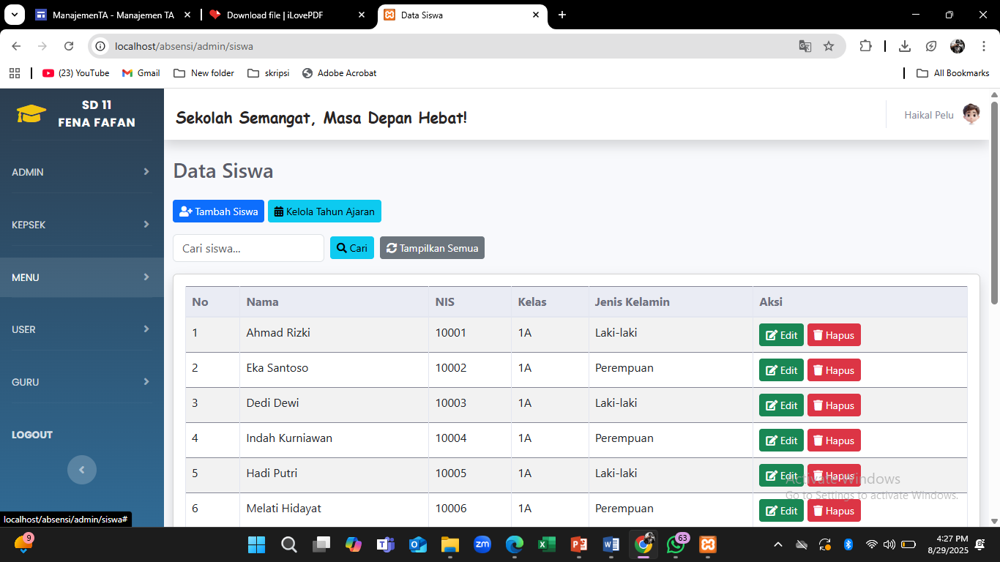 ManajemenTA - Manajemen TA
Download file | iLovePDF
Data Siswa
localhost/absensi/admin/siswa
(23) YouTube
Gmail
New folder
skripsi
Adobe Acrobat
All Bookmarks
SD 11
FENA FAFAN
Sekolah Semangat, Masa Depan Hebat!
Haikal Pelu
ADMIN
KEPSEK
MENU
USER
GURU
LOGOUT
Data Siswa
Tambah Siswa
Kelola Tahun Ajaran
Cari siswa...
Cari
Tampilkan Semua
No Nama NIS Kelas Jenis Kelamin Aksi
1 Ahmad Rizki 10001 1A Laki-laki Edit Hapus
2 Eka Santoso 10002 1A Perempuan Edit Hapus
3 Dedi Dewi 10003 1A Laki-laki Edit Hapus
4 Indah Kurniawan 10004 1A Perempuan Edit Hapus
5 Hadi Putri 10005 1A Laki-laki Edit Hapus
6 Melati Hidayat 10006 1A Perempuan Edit Hapus
Activate Windows
Go to Settings to activate Windows.
localhost/absensi/admin/siswa#
9
zm
63
4:27 PM
8/29/2025